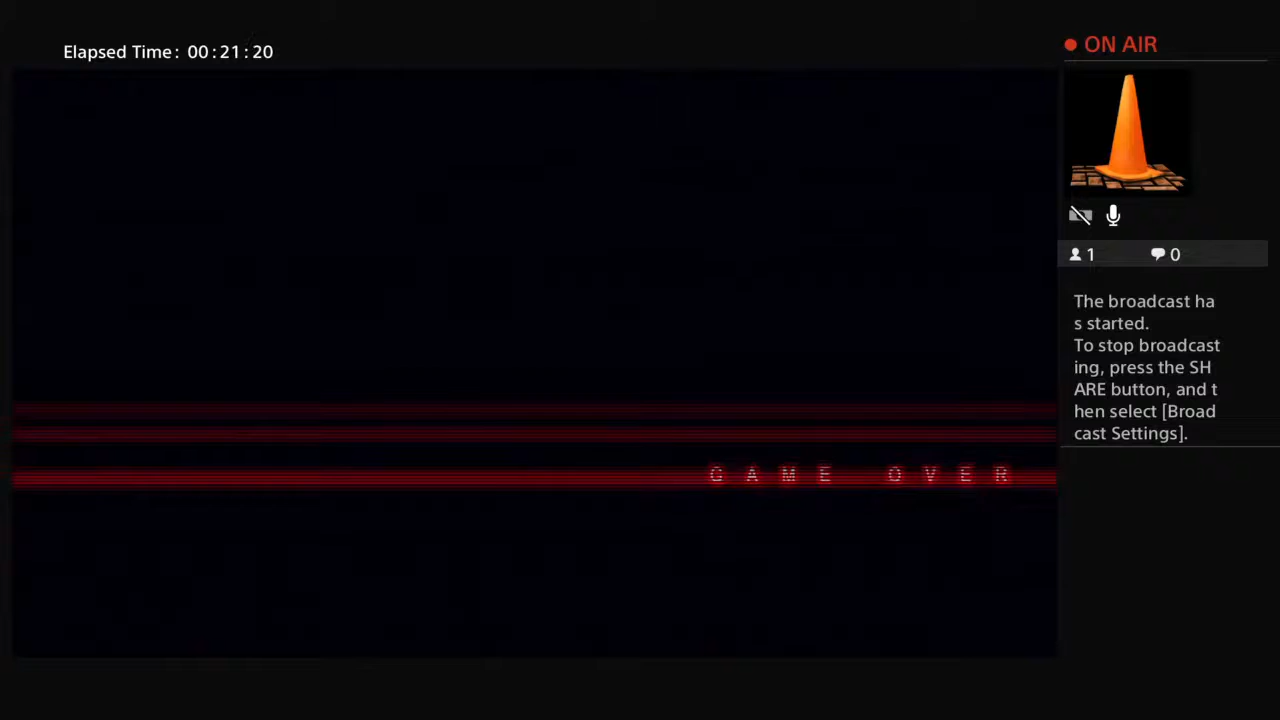 Elapsed Time: 00:21:20
ON AIR
1 0
The broadcast ha
s started.
To stop broadcast
ing, press the SH
ARE button, and t
hen select [Broad
cast Settings].
GAME OVER